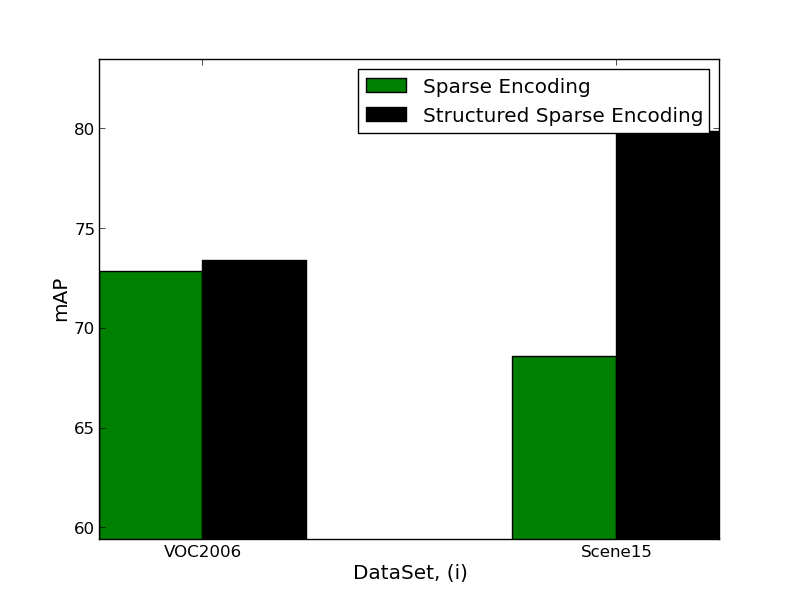 Sparse Encoding
Structured Sparse Encoding
80
75
70
65
60
mAP
VOC2006
Scene15
DataSet, (i)